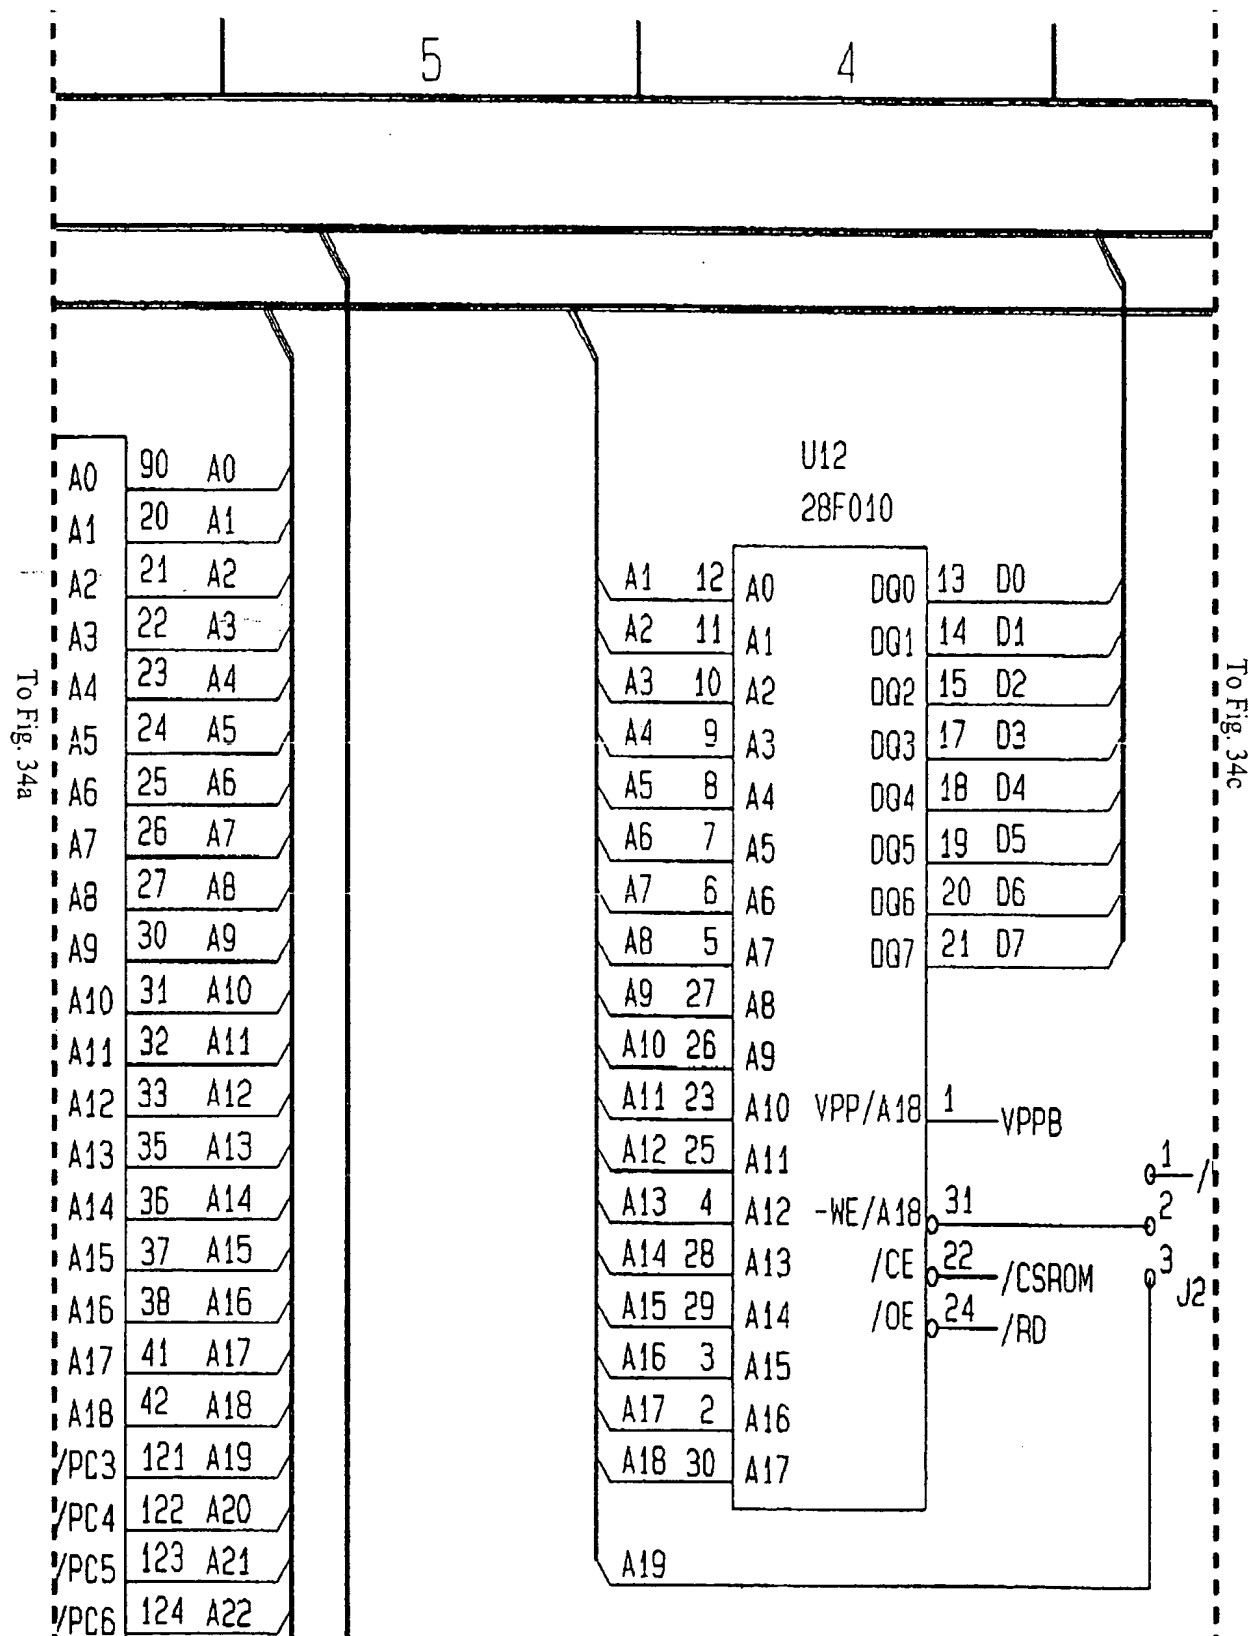 5 4
A0 90 A0
A1 20 A1
A2 21 A2
A3 22 A3
A4 23 A4
A5 24 A5
A6 25 A6
A7 26 A7
A8 27 A8
A9 30 A9
A10 31 A10
A11 32 A11
A12 33 A12
A13 35 A13
A14 36 A14
A15 37 A15
A16 38 A16
A17 41 A17
A18 42 A18
/PC3 121 A19
/PC4 122 A20
/PC5 123 A21
/PC6 124 A22
U12
28F010
A1 12 A0 DQ0 13 D0
A2 11 A1 DQ1 14 D1
A3 10 A2 DQ2 15 D2
A4 9 A3 DQ3 17 D3
A5 8 A4 DQ4 18 D4
A6 7 A5 DQ5 19 D5
A7 6 A6 DQ6 20 D6
A8 5 A7 DQ7 21 D7
A9 27 A8
A10 26 A9
A11 23 A10 VPP/A18 1 VPPB
A12 25 A11
A13 4 A12 -WE/A18 31
A14 28 A13 /CE 22 /CSROM
A15 29 A14 /OE 24 /RD
A16 3 A15
A17 2 A16
A18 30 A17
A19
1 /
2
3
J2
To Fig. 34a
To Fig. 34c